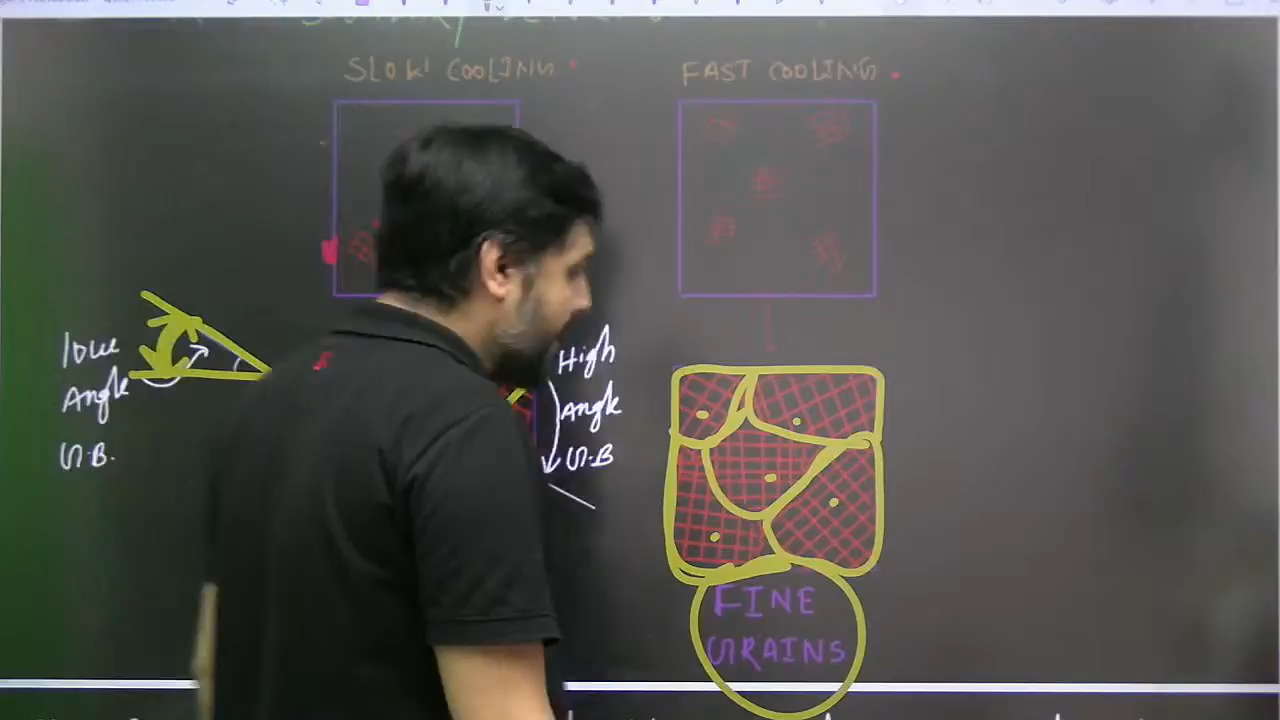 SLOW COOLING
FAST COOLING
low
Angle
G.B.
High
Angle
G.B
FINE
GRAINS